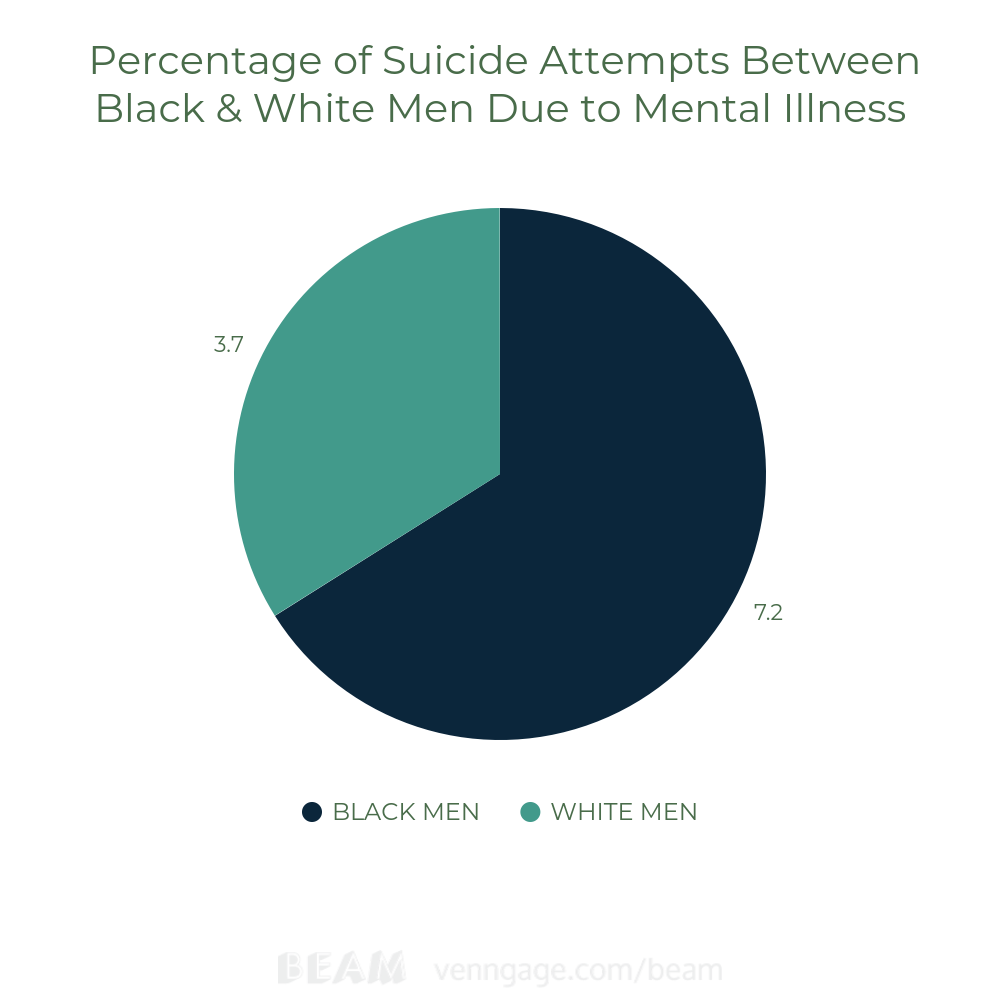 Percentage of Suicide Attempts Between
Black & White Men Due to Mental Illness
3.7
7.2
BLACK MEN
WHITE MEN
BEAM venngage.com/beam